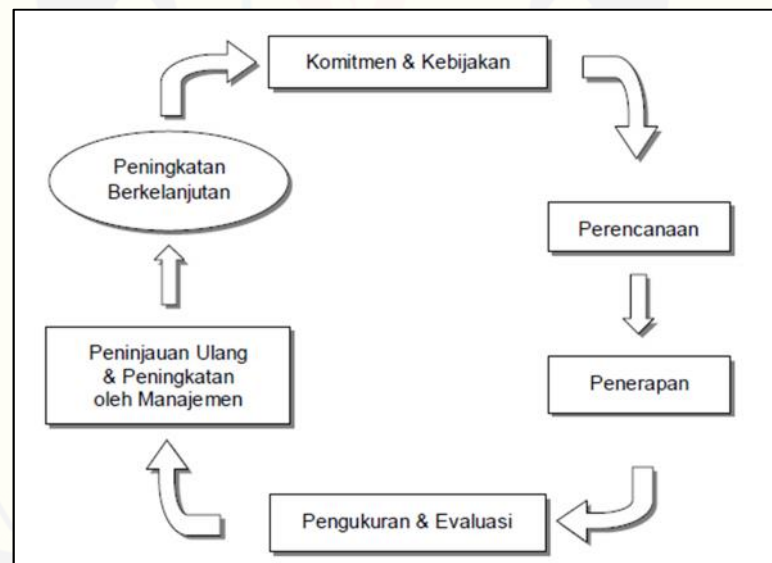 Komitmen & Kebijakan
Perencanaan
Penerapan
Pengukuran & Evaluasi
Peninjauan Ulang
& Peningkatan
oleh Manajemen
Peningkatan
Berkelanjutan